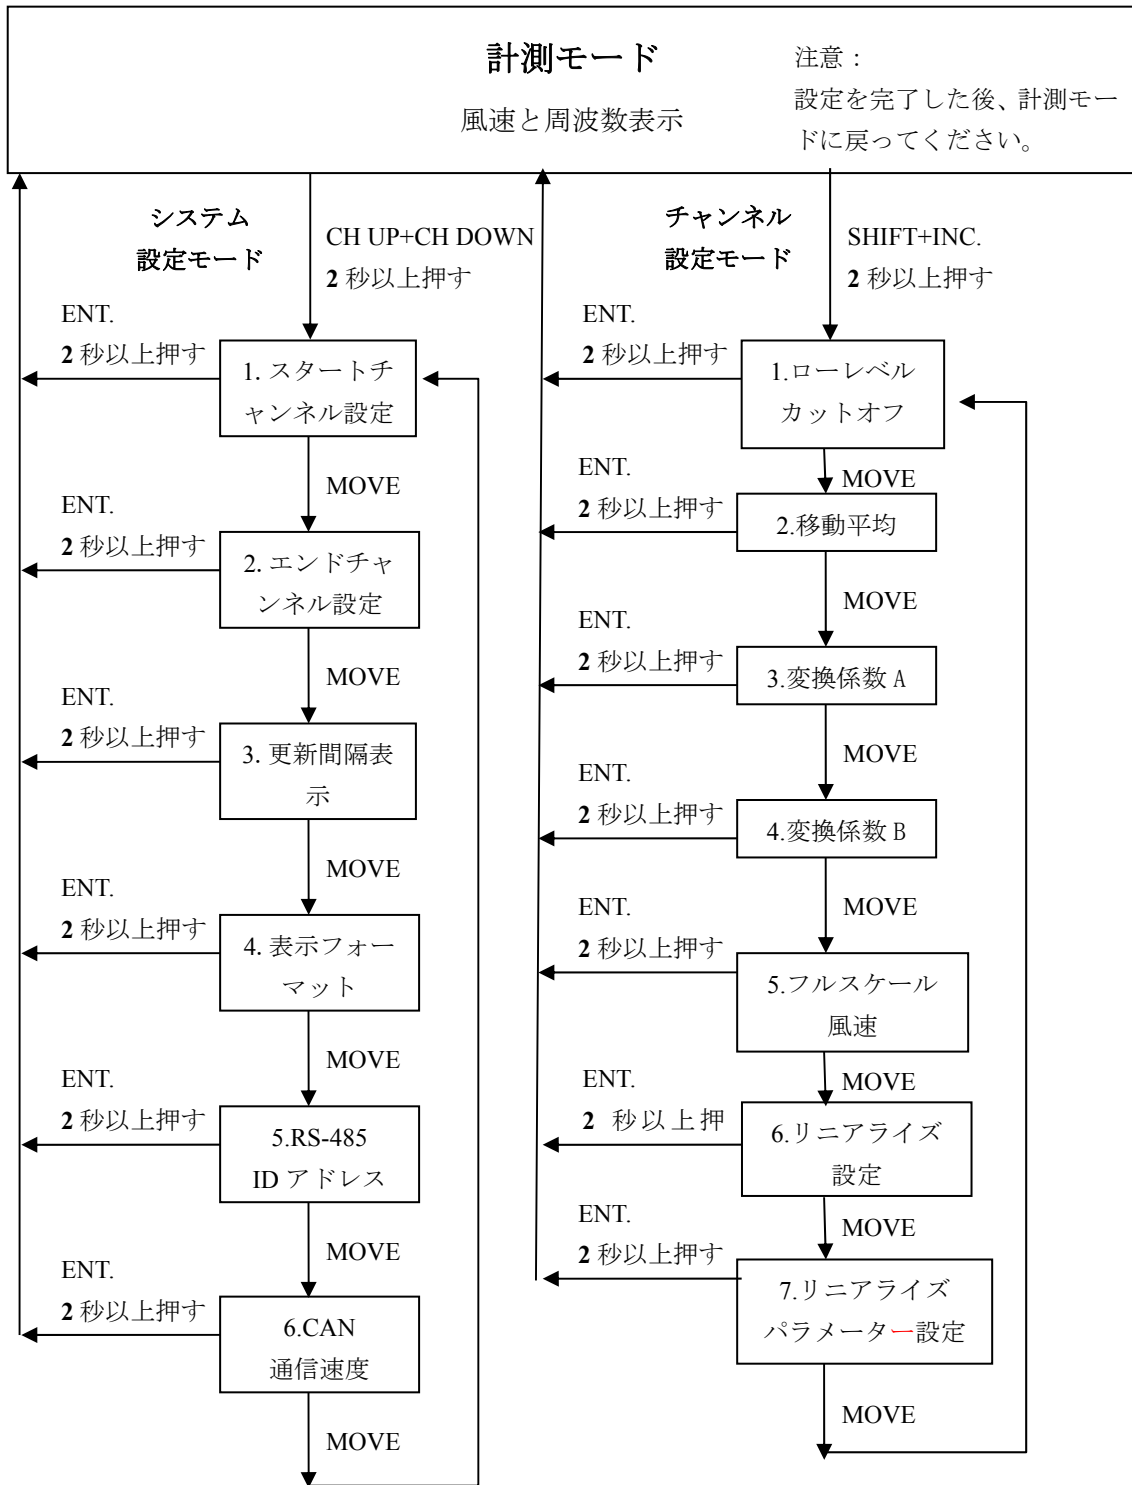 計測モード
風速と周波数表示
注意：
設定を完了した後、計測モー
ドに戻ってください。
システム
設定モード
CH UP+CH DOWN
2 秒以上押す
ENT.
2 秒以上押す
1. スタートチ
ャンネル設定
MOVE
ENT.
2 秒以上押す
2. エンドチャ
ンネル設定
MOVE
ENT.
2 秒以上押す
3. 更新間隔表
示
MOVE
ENT.
2 秒以上押す
4. 表示フォー
マット
MOVE
ENT.
2 秒以上押す
5.RS-485
ID アドレス
MOVE
ENT.
2 秒以上押す
6.CAN
通信速度
MOVE
チャンネル
設定モード
SHIFT+INC.
2 秒以上押す
ENT.
2 秒以上押す
1.ローレベル
カットオフ
MOVE
ENT.
2 秒以上押す
2.移動平均
MOVE
ENT.
2 秒以上押す
3.変換係数 A
MOVE
ENT.
2 秒以上押す
4.変換係数 B
MOVE
ENT.
2 秒以上押す
5.フルスケール
風速
MOVE
ENT.
2 秒以上押
6.リニアライズ
設定
MOVE
ENT.
2 秒以上押す
7.リニアライズ
パラメーター設定
MOVE